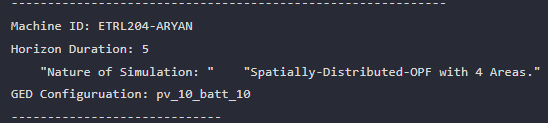 ------------------------------------------------------------
Machine ID: ETRL204-ARYAN
Horizon Duration: 5
    "Nature of Simulation: "    "Spatially-Distributed-OPF with 4 Areas."
GED Configuruation: pv_10_batt_10
-----------------------------